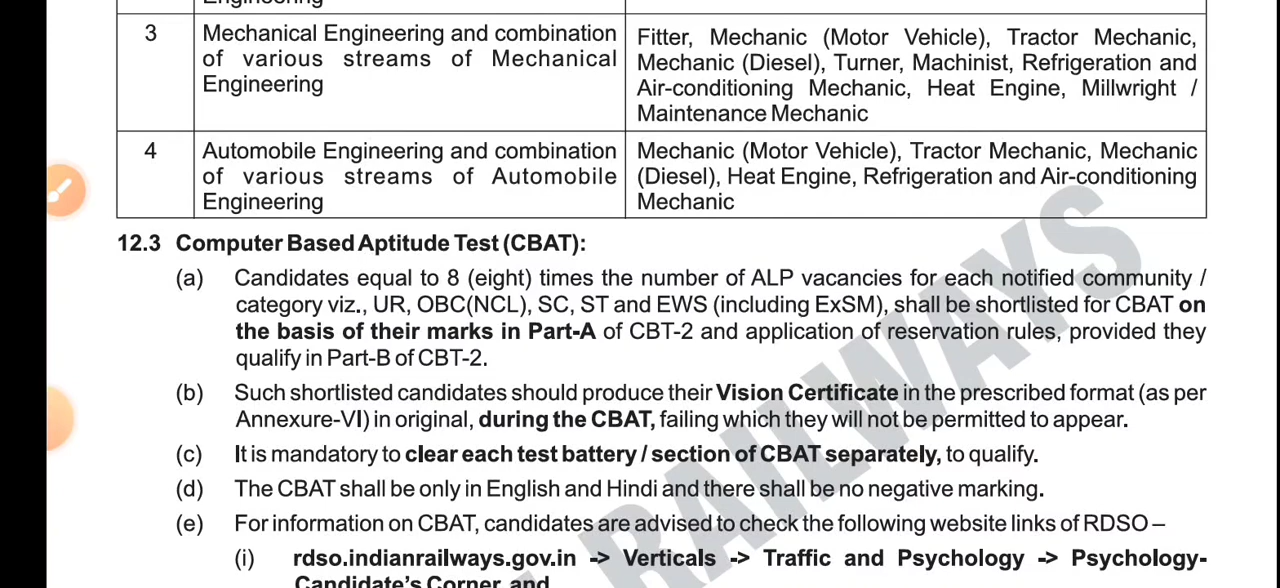 Engineering
3 Mechanical Engineering and combination of various streams of Mechanical Engineering
Fitter, Mechanic (Motor Vehicle), Tractor Mechanic, Mechanic (Diesel), Turner, Machinist, Refrigeration and Air-conditioning Mechanic, Heat Engine, Millwright / Maintenance Mechanic
4 Automobile Engineering and combination of various streams of Automobile Engineering
Mechanic (Motor Vehicle), Tractor Mechanic, Mechanic (Diesel), Heat Engine, Refrigeration and Air-conditioning Mechanic
12.3 Computer Based Aptitude Test (CBAT):
(a) Candidates equal to 8 (eight) times the number of ALP vacancies for each notified community /
category viz., UR, OBC(NCL), SC, ST and EWS (including ExSM), shall be shortlisted for CBAT on
the basis of their marks in Part-A of CBT-2 and application of reservation rules, provided they
qualify in Part-B of CBT-2.
(b) Such shortlisted candidates should produce their Vision Certificate in the prescribed format (as per
Annexure-VI) in original, during the CBAT, failing which they will not be permitted to appear.
(c) It is mandatory to clear each test battery / section of CBAT separately, to qualify.
(d) The CBAT shall be only in English and Hindi and there shall be no negative marking.
(e) For information on CBAT, candidates are advised to check the following website links of RDSO –
(i) rdso.indianrailways.gov.in -> Verticals -> Traffic and Psychology -> Psychology-
Candidate's Corner, and
RAILWAYS